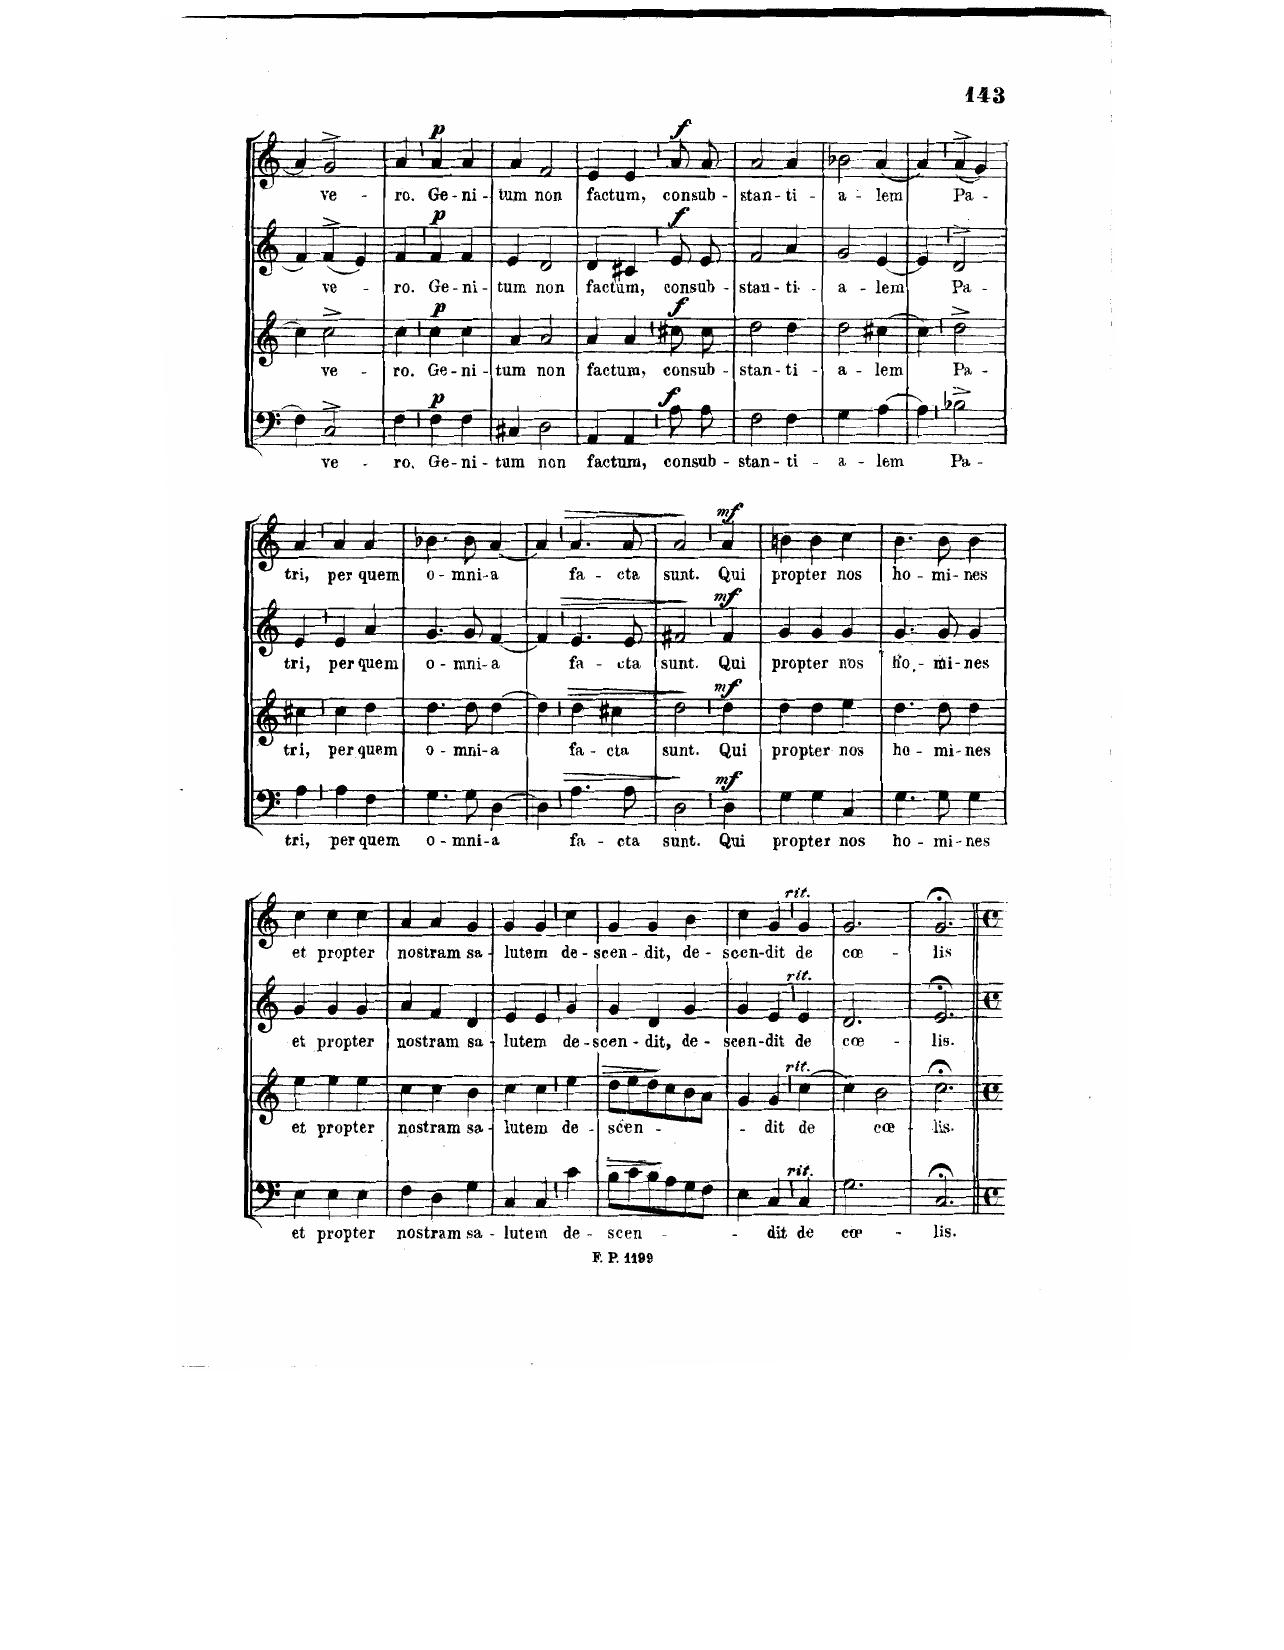 143
p f
ve - ro. Ge - ni - tum non factum, consub - stan - ti - a - lem Pa -
p f
ve - ro. Ge - ni - tum non factum, consub - stan - ti - a - lem Pa -
p f
ve - ro. Ge - ni - tum non factum, consub - stan - ti - a - lem Pa -
p f
ve - ro. Ge - ni - tum non factum, consub - stan - ti - a - lem Pa -
mf
tri, per quem o - mni - a fa - cta sunt. Qui propter nos ho - mi - nes
mf
tri, per quem o - mni - a fa - cta sunt. Qui propter nos ho - mi - nes
mf
tri, per quem o - mni - a fa - cta sunt. Qui propter nos ho - mi - nes
mf
tri, per quem o - mni - a fa - cta sunt. Qui propter nos ho - mi - nes
rit.
et propter nostram sa - lutem de - scen - dit, de - scen - dit de cœ - lis
rit.
et propter nostram sa - lutem de - scen - dit, de - scen - dit de cœ - lis.
rit.
et propter nostram sa - lutem de - scen - - dit de cœ - lis.
rit.
et propter nostram sa - lutem de - scen - - dit de cœ - lis.
F. P. 1199